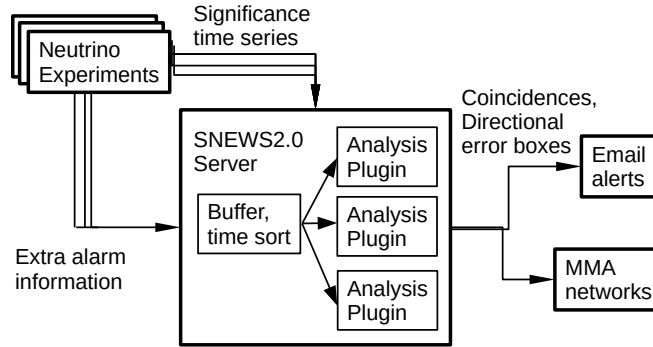 Significance
time series
Neutrino
Experiments
Coincidences,
Directional
error boxes
SNEWS2.0
Server
Analysis
Plugin
Email
alerts
Buffer,
time sort
Analysis
Plugin
Extra alarm
information
Analysis
Plugin
MMA
networks